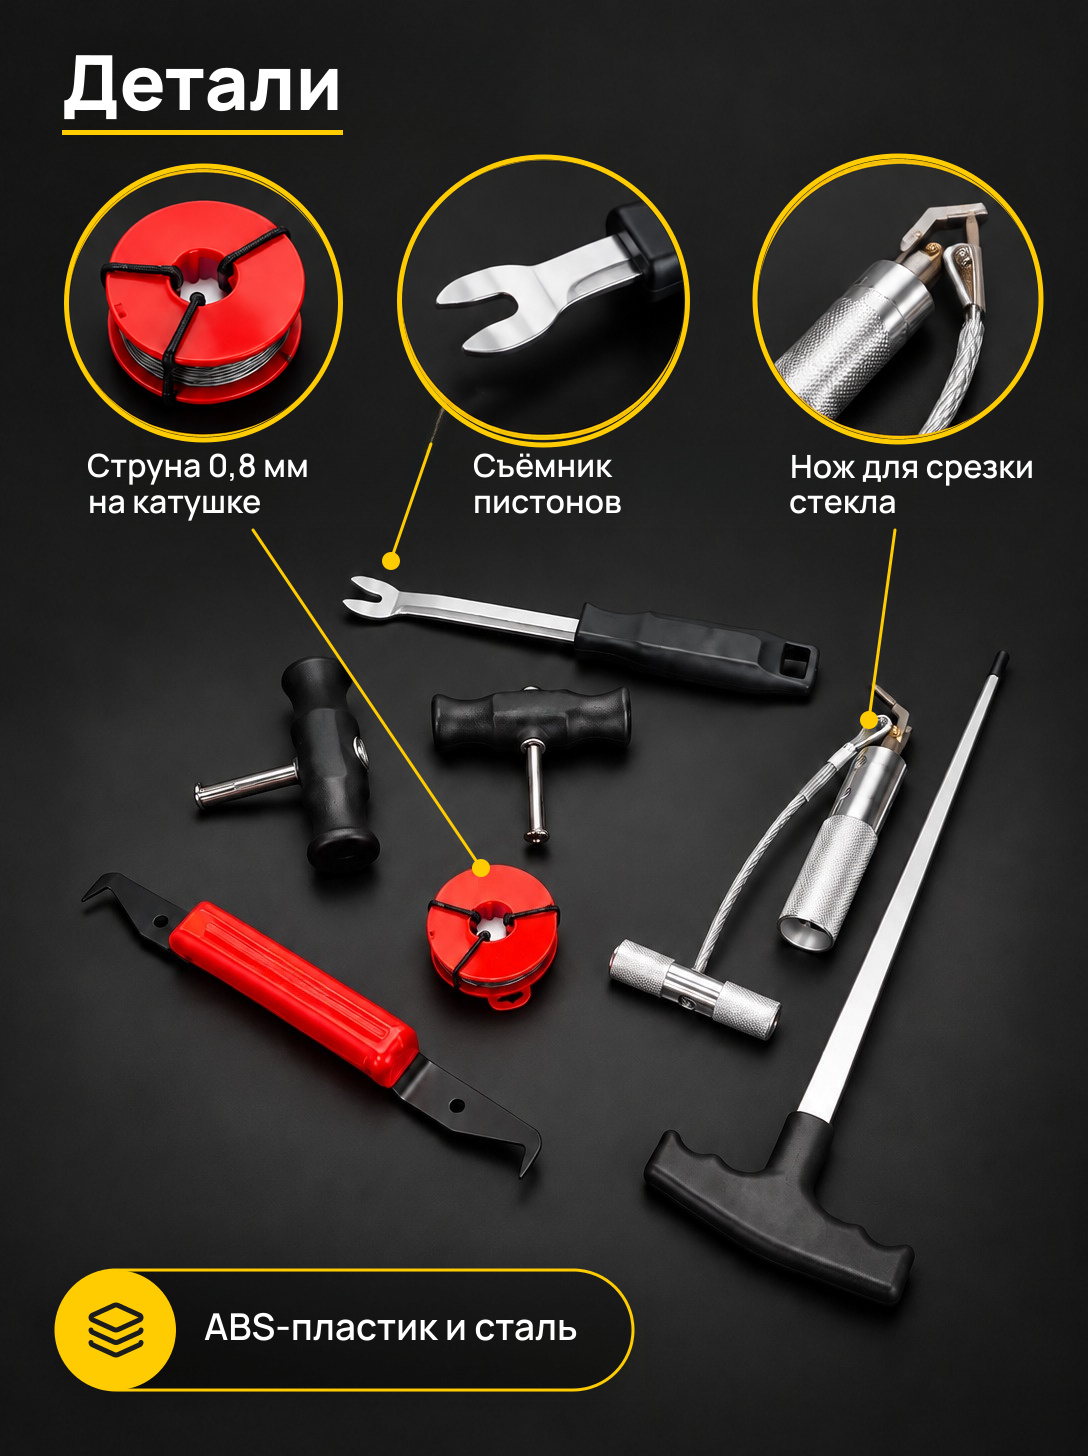 Детали
Струна 0,8 мм
на катушке
Съёмник
пистонов
Нож для срезки
стекла
ABS-пластик и сталь